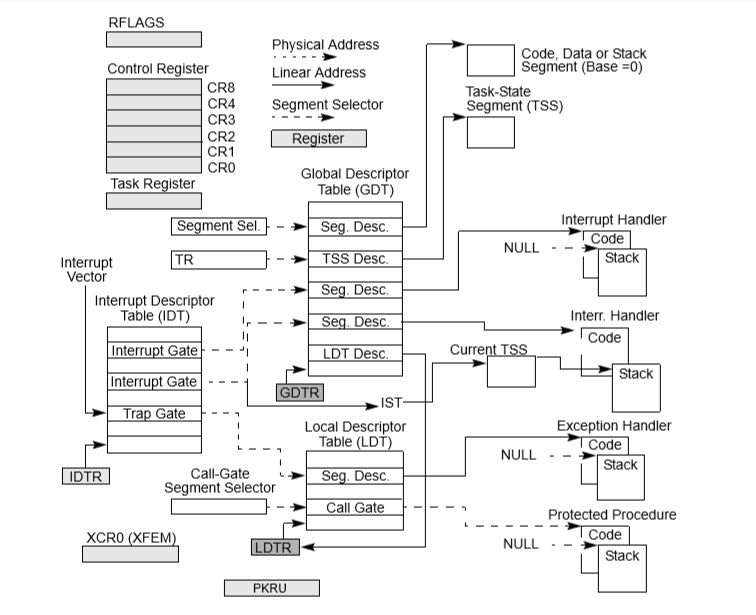 RFLAGS
Control Register
CR8
CR4
CR3
CR2
CR1
CR0
Task Register
Physical Address
Linear Address
Segment Selector
Register
Code, Data or Stack
Segment (Base =0)
Task-State
Segment (TSS)
Global Descriptor
Table (GDT)
Segment Sel.
Seg. Desc.
TR
TSS Desc.
Seg. Desc.
Seg. Desc.
LDT Desc.
GDTR
Interrupt Handler
NULL
Code
Stack
Interrupt
Vector
Interrupt Descriptor
Table (IDT)
Interrupt Gate
Interrupt Gate
Trap Gate
IDTR
Interr. Handler
Code
Stack
Current TSS
IST
Local Descriptor
Table (LDT)
Seg. Desc.
Call Gate
LDTR
Call-Gate
Segment Selector
Exception Handler
NULL
Code
Stack
Protected Procedure
NULL
Code
Stack
XCR0 (XFEM)
PKRU